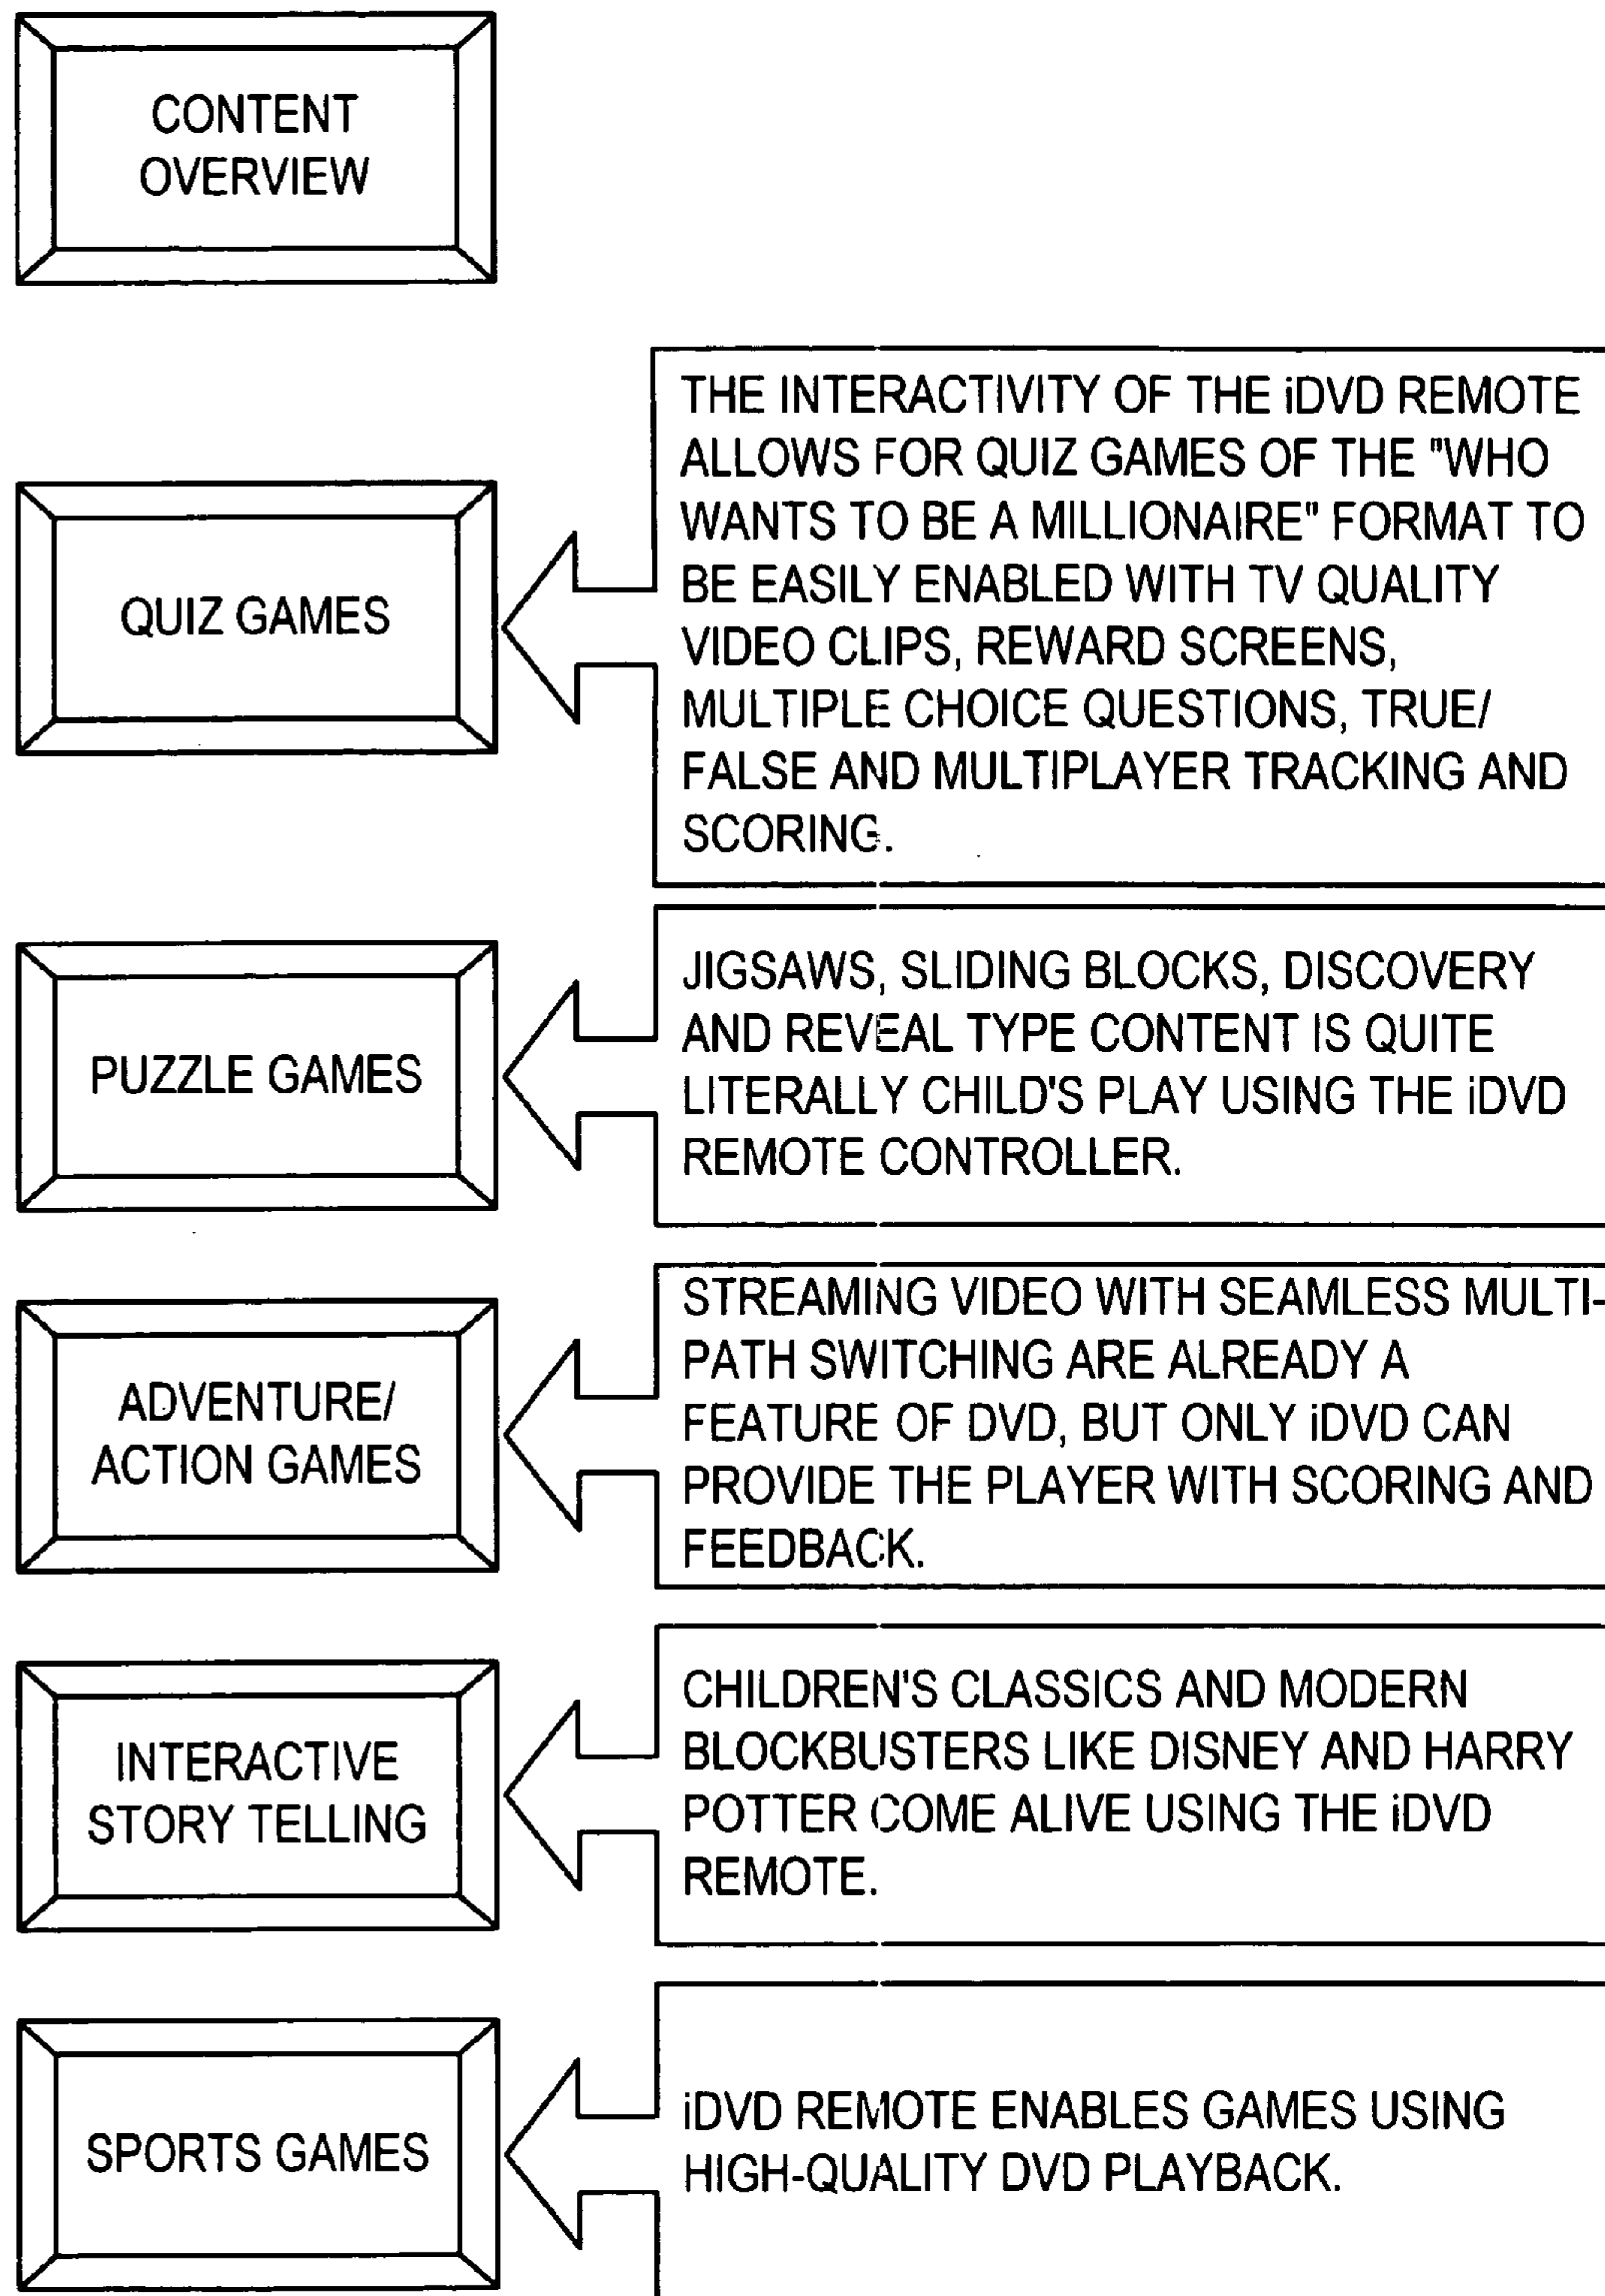 CONTENT
OVERVIEW
QUIZ GAMES
THE INTERACTIVITY OF THE iDVD REMOTE
ALLOWS FOR QUIZ GAMES OF THE "WHO
WANTS TO BE A MILLIONAIRE" FORMAT TO
BE EASILY ENABLED WITH TV QUALITY
VIDEO CLIPS, REWARD SCREENS,
MULTIPLE CHOICE QUESTIONS, TRUE/
FALSE AND MULTIPLAYER TRACKING AND
SCORING.
PUZZLE GAMES
JIGSAWS, SLIDING BLOCKS, DISCOVERY
AND REVEAL TYPE CONTENT IS QUITE
LITERALLY CHILD'S PLAY USING THE iDVD
REMOTE CONTROLLER.
ADVENTURE/
ACTION GAMES
STREAMING VIDEO WITH SEAMLESS MULTI-
PATH SWITCHING ARE ALREADY A
FEATURE OF DVD, BUT ONLY iDVD CAN
PROVIDE THE PLAYER WITH SCORING AND
FEEDBACK.
INTERACTIVE
STORY TELLING
CHILDREN'S CLASSICS AND MODERN
BLOCKBUSTERS LIKE DISNEY AND HARRY
POTTER COME ALIVE USING THE iDVD
REMOTE.
SPORTS GAMES
iDVD REMOTE ENABLES GAMES USING
HIGH-QUALITY DVD PLAYBACK.